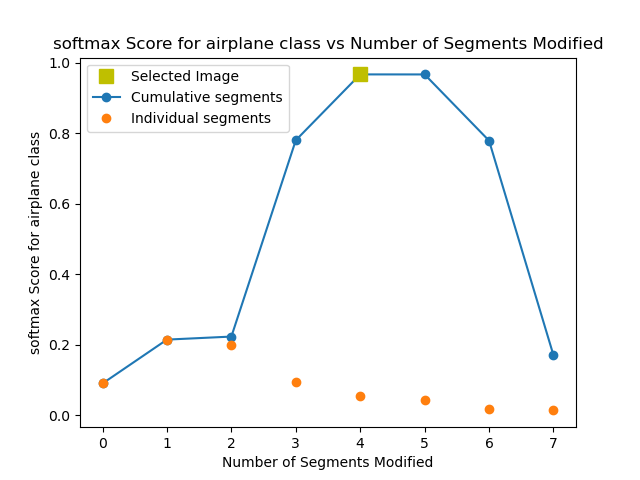 softmax Score for airplane class vs Number of Segments Modified
Selected Image
Cumulative segments
Individual segments
softmax Score for airplane class
1.0
0.8
0.6
0.4
0.2
0.0
0 1 2 3 4 5 6 7
Number of Segments Modified